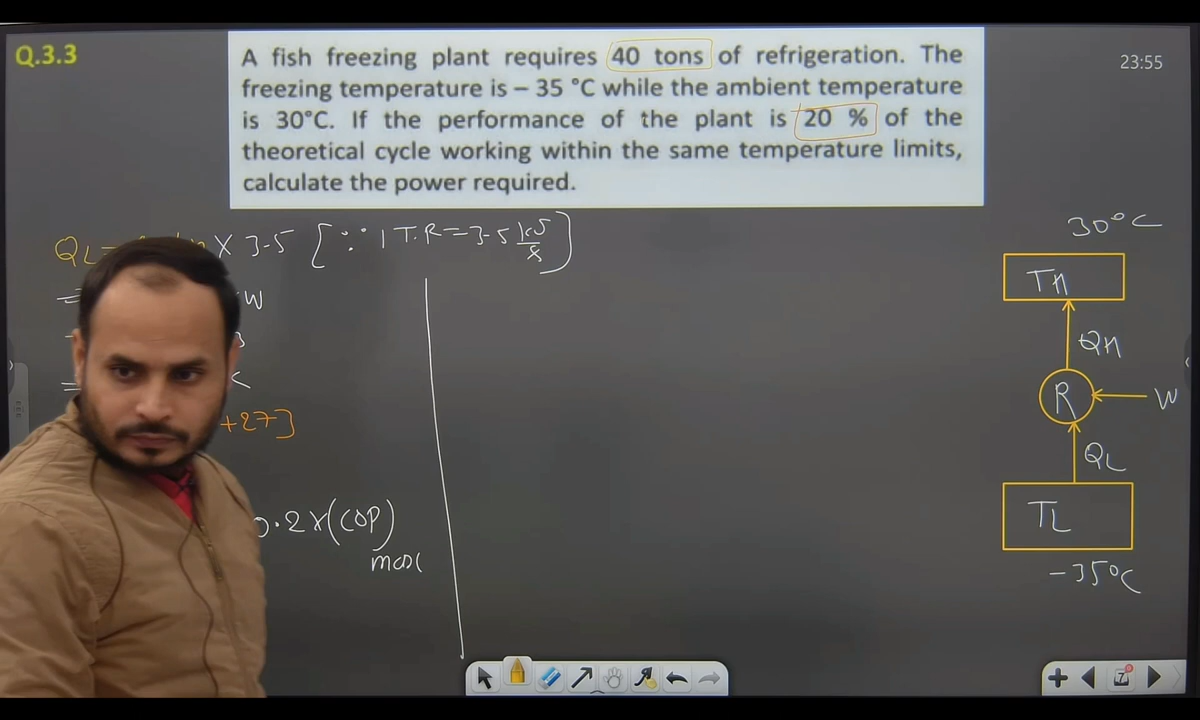 Q.3.3
A fish freezing plant requires 40 tons of refrigeration. The
freezing temperature is – 35 °C while the ambient temperature
is 30°C. If the performance of the plant is 20 % of the
theoretical cycle working within the same temperature limits,
calculate the power required.
23:55
QL= × 3.5 [∵ 1 T.R = 3.5 kJ/s]
= W
=
+27]
0.2 × (COP)
max
30°C
TH
QH
R
W
QL
TL
-35°C